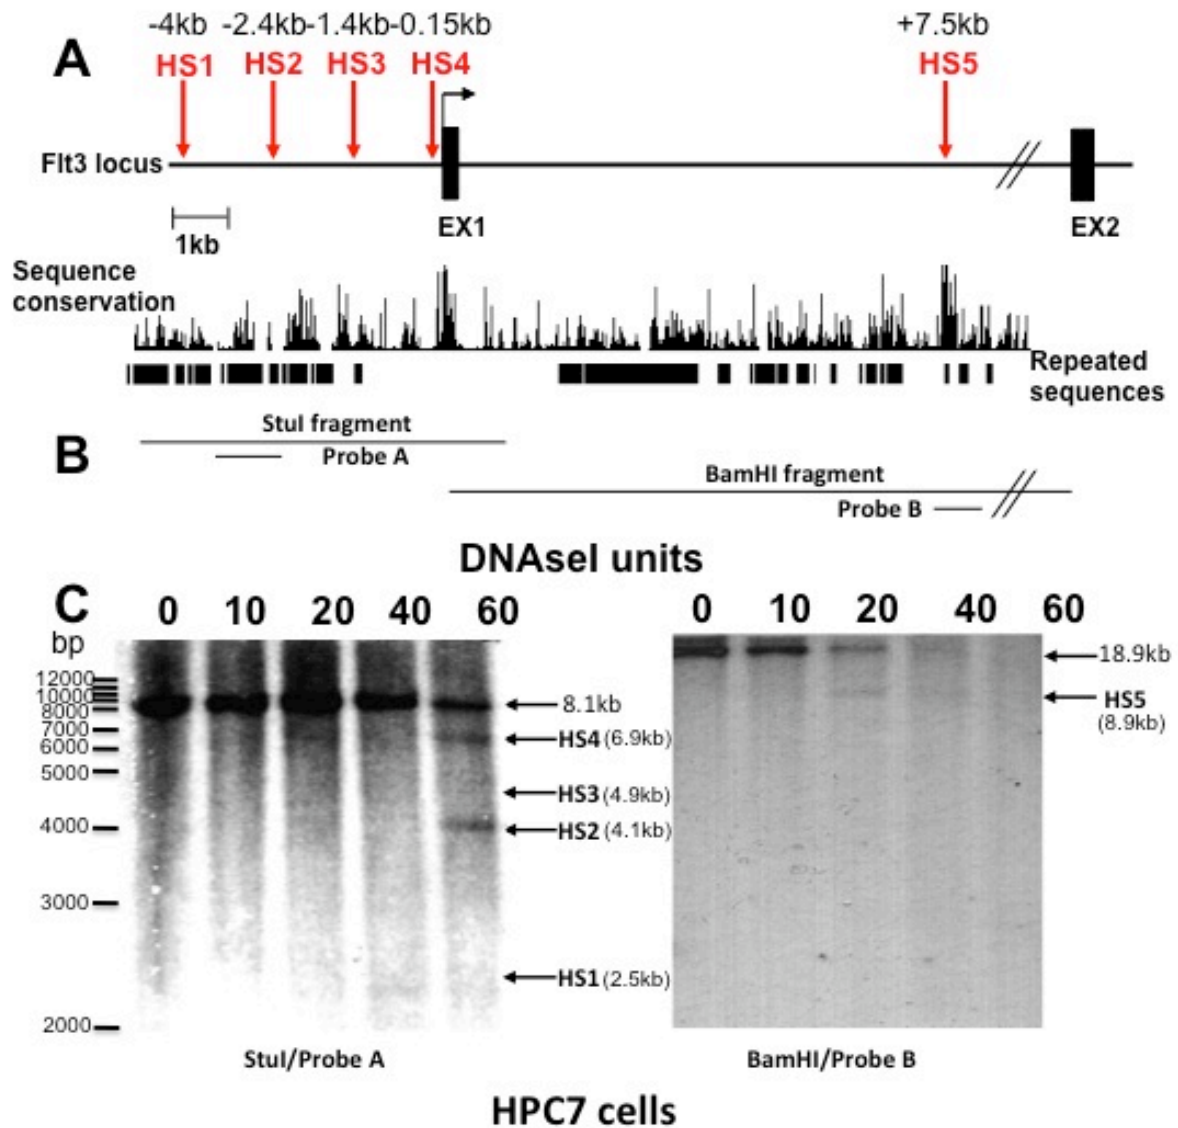 -4kb -2.4kb-1.4kb-0.15kb +7.5kb
A HS1 HS2 HS3 HS4 HS5
Flt3 locus
EX1 EX2
1kb
Sequence
conservation
Repeated
sequences
StuI fragment
B Probe A
BamHI fragment
Probe B
DNAseI units
C 0 10 20 40 60 0 10 20 40 60
bp
12000
10000
8000
7000
6000
5000
4000
3000
2000
8.1kb
HS4 (6.9kb)
HS3 (4.9kb)
HS2 (4.1kb)
HS1 (2.5kb)
18.9kb
HS5
(8.9kb)
StuI/Probe A BamHI/Probe B
HPC7 cells